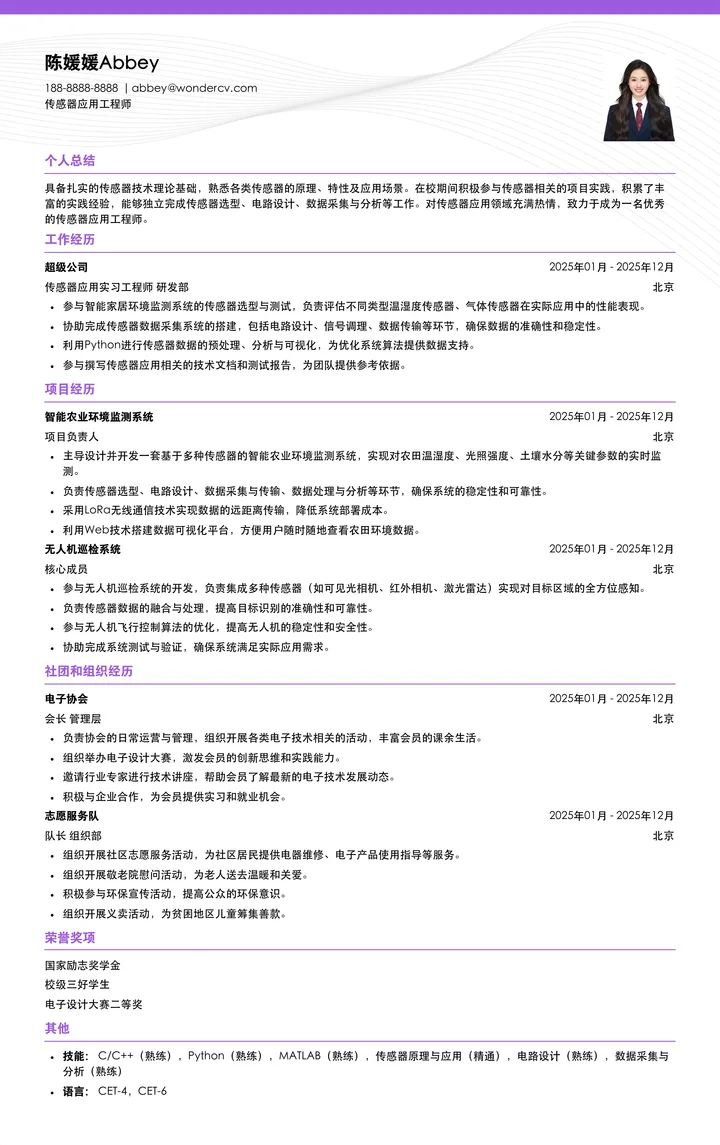 陈媛媛Abbey
188-8888-8888 | abbey@wondercv.com
传感器应用工程师
个人总结
具备扎实的传感器技术理论基础，熟悉各类传感器的原理、特性及应用场景。在校期间积极参与传感器相关的项目实践，积累了丰
富的实践经验，能够独立完成传感器选型、电路设计、数据采集与分析等工作。对传感器应用领域充满热情，致力于成为一名优秀
的传感器应用工程师。
工作经历
超级公司 2025年01月 - 2025年12月
传感器应用实习工程师 研发部 北京
• 参与智能家居环境监测系统的传感器选型与测试，负责评估不同类型温湿度传感器、气体传感器在实际应用中的性能表现。
• 协助完成传感器数据采集系统的搭建，包括电路设计、信号调理、数据传输等环节，确保数据的准确性和稳定性。
• 利用Python进行传感器数据的预处理、分析与可视化，为优化系统算法提供数据支持。
• 参与撰写传感器应用相关的技术文档和测试报告，为团队提供参考依据。
项目经历
智能农业环境监测系统 2025年01月 - 2025年12月
项目负责人 北京
• 主导设计并开发一套基于多种传感器的智能农业环境监测系统，实现对农田温湿度、光照强度、土壤水分等关键参数的实时监
测。
• 负责传感器选型、电路设计、数据采集与传输、数据处理与分析等环节，确保系统的稳定性和可靠性。
• 采用LoRa无线通信技术实现数据的远距离传输，降低系统部署成本。
• 利用Web技术搭建数据可视化平台，方便用户随时随地查看农田环境数据。
无人机巡检系统 2025年01月 - 2025年12月
核心成员 北京
• 参与无人机巡检系统的开发，负责集成多种传感器（如可见光相机、红外相机、激光雷达）实现对目标区域的全方位感知。
• 负责传感器数据的融合与处理，提高目标识别的准确性和可靠性。
• 参与无人机飞行控制算法的优化，提高无人机的稳定性和安全性。
• 协助完成系统测试与验证，确保系统满足实际应用需求。
社团和组织经历
电子协会 2025年01月 - 2025年12月
会长 管理层 北京
• 负责协会的日常运营与管理，组织开展各类电子技术相关的活动，丰富会员的课余生活。
• 组织举办电子设计大赛，激发会员的创新思维和实践能力。
• 邀请行业专家进行技术讲座，帮助会员了解最新的电子技术发展动态。
• 积极与企业合作，为会员提供实习和就业机会。
志愿服务队 2025年01月 - 2025年12月
队长 组织部 北京
• 组织开展社区志愿服务活动，为社区居民提供电器维修、电子产品使用指导等服务。
• 组织开展敬老院慰问活动，为老人送去温暖和关爱。
• 积极参与环保宣传活动，提高公众的环保意识。
• 组织开展义卖活动，为贫困地区儿童筹集善款。
荣誉奖项
国家励志奖学金
校级三好学生
电子设计大赛二等奖
其他
• 技能： C/C++（熟练），Python（熟练），MATLAB（熟练），传感器原理与应用（精通），电路设计（熟练），数据采集与
分析（熟练）
• 语言： CET-4，CET-6